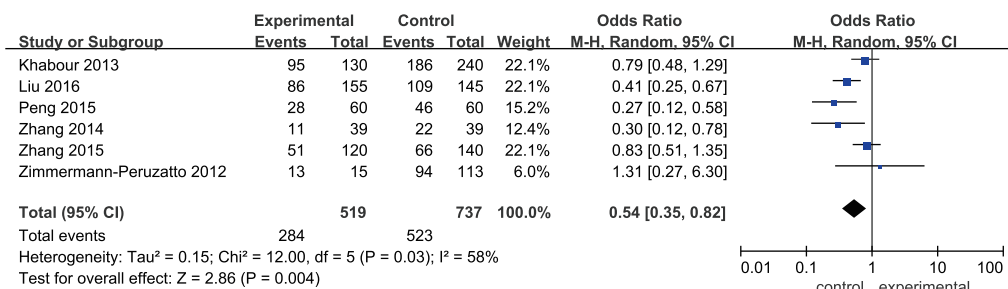 Experimental Control Odds Ratio Odds Ratio
Study or Subgroup Events Total Events Total Weight M-H, Random, 95% CI M-H, Random, 95% CI
Khabour 2013 95 130 186 240 22.1% 0.79 [0.48, 1.29]
Liu 2016 86 155 109 145 22.1% 0.41 [0.25, 0.67]
Peng 2015 28 60 46 60 15.2% 0.27 [0.12, 0.58]
Zhang 2014 11 39 22 39 12.4% 0.30 [0.12, 0.78]
Zhang 2015 51 120 66 140 22.1% 0.83 [0.51, 1.35]
Zimmermann-Peruzatto 2012 13 15 94 113 6.0% 1.31 [0.27, 6.30]
Total (95% CI) 519 737 100.0% 0.54 [0.35, 0.82]
Total events 284 523
Heterogeneity: Tau² = 0.15; Chi² = 12.00, df = 5 (P = 0.03); I² = 58%
Test for overall effect: Z = 2.86 (P = 0.004)
0.01 0.1 1 10 100
control experimental